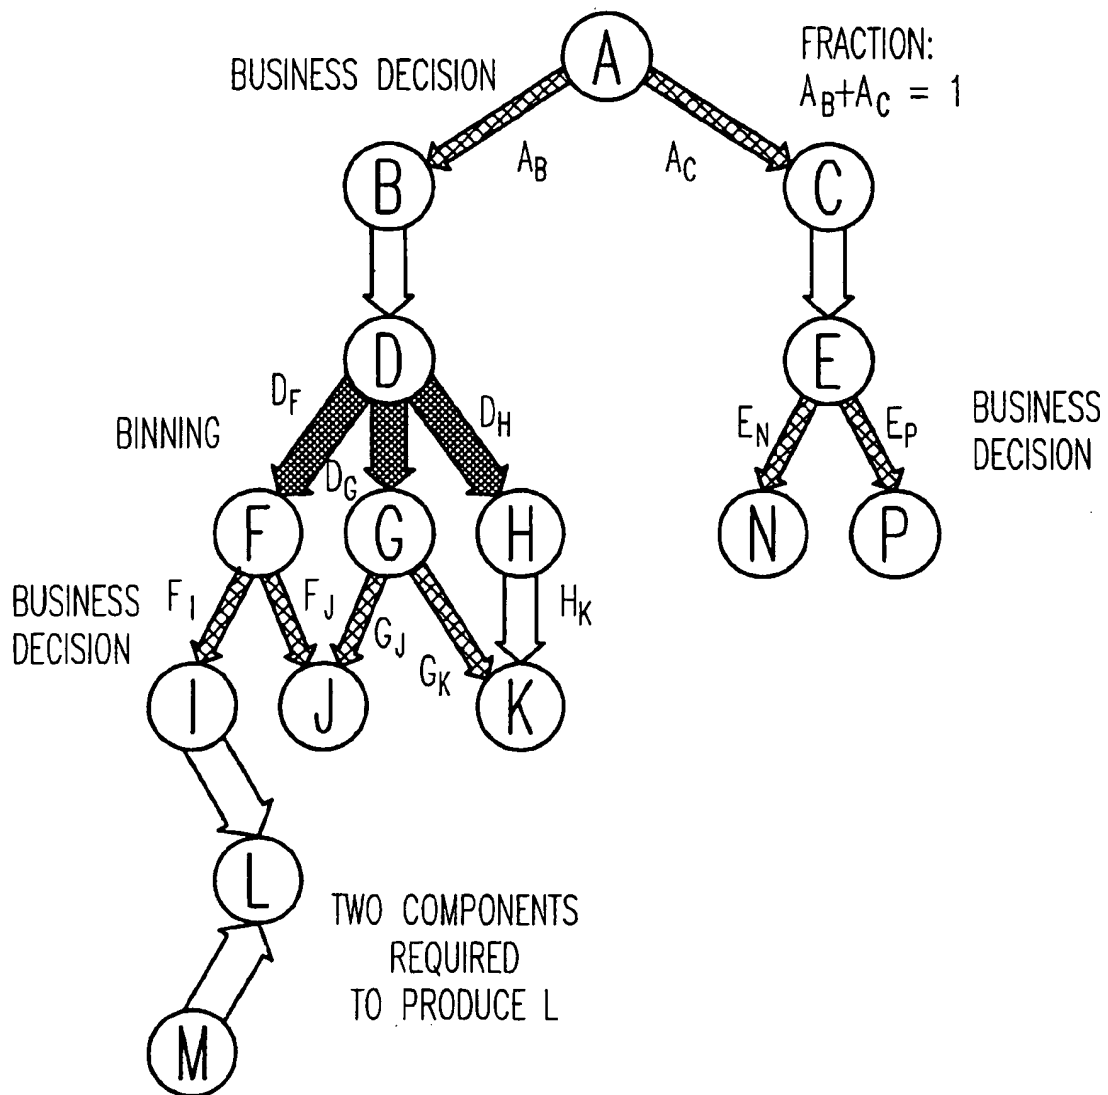 A
FRACTION:
BUSINESS DECISION
A_B+A_C = 1
A_B
A_C
B
C
D
E
D_F
D_H
BINNING
D_G
E_N
E_P
BUSINESS
DECISION
F
G
H
N
P
BUSINESS
DECISION
F_I
F_J
G_J
G_K
H_K
I
J
K
L
TWO COMPONENTS
REQUIRED
TO PRODUCE L
M